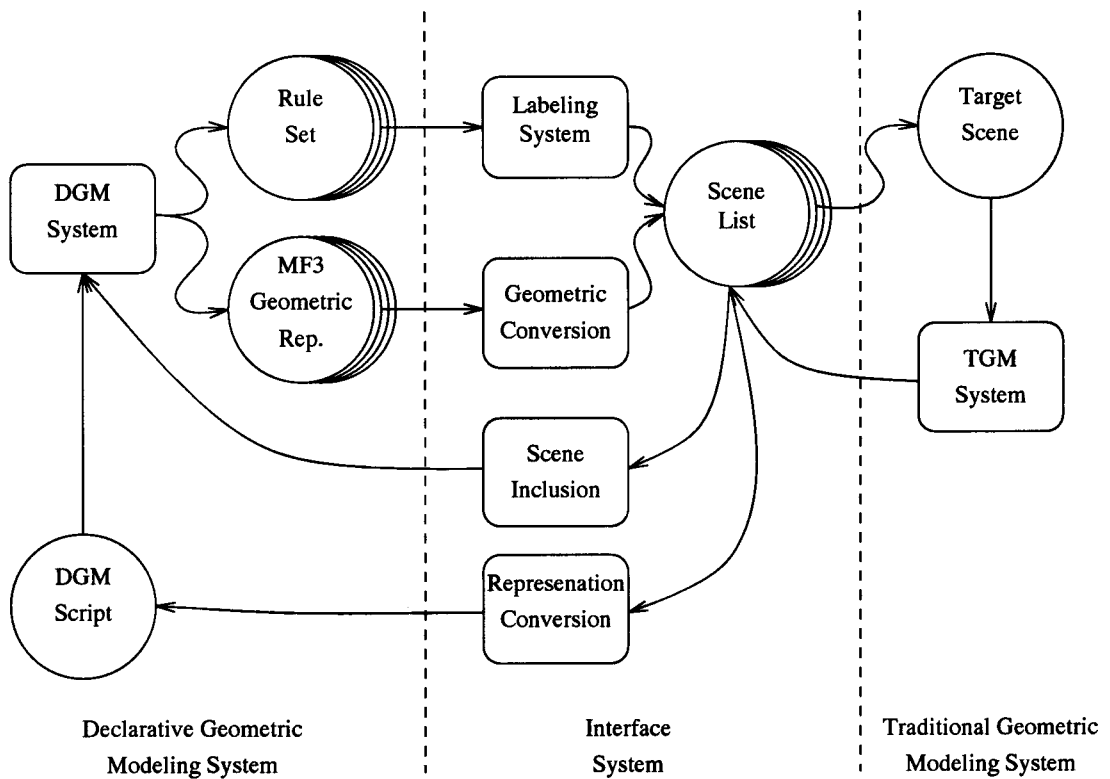 Rule
Set
Labeling
System
Target
Scene
DGM
System
Scene
List
MF3
Geometric
Rep.
Geometric
Conversion
TGM
System
Scene
Inclusion
DGM
Script
Represenation
Conversion
Declarative Geometric
Modeling System
Interface
System
Traditional Geometric
Modeling System